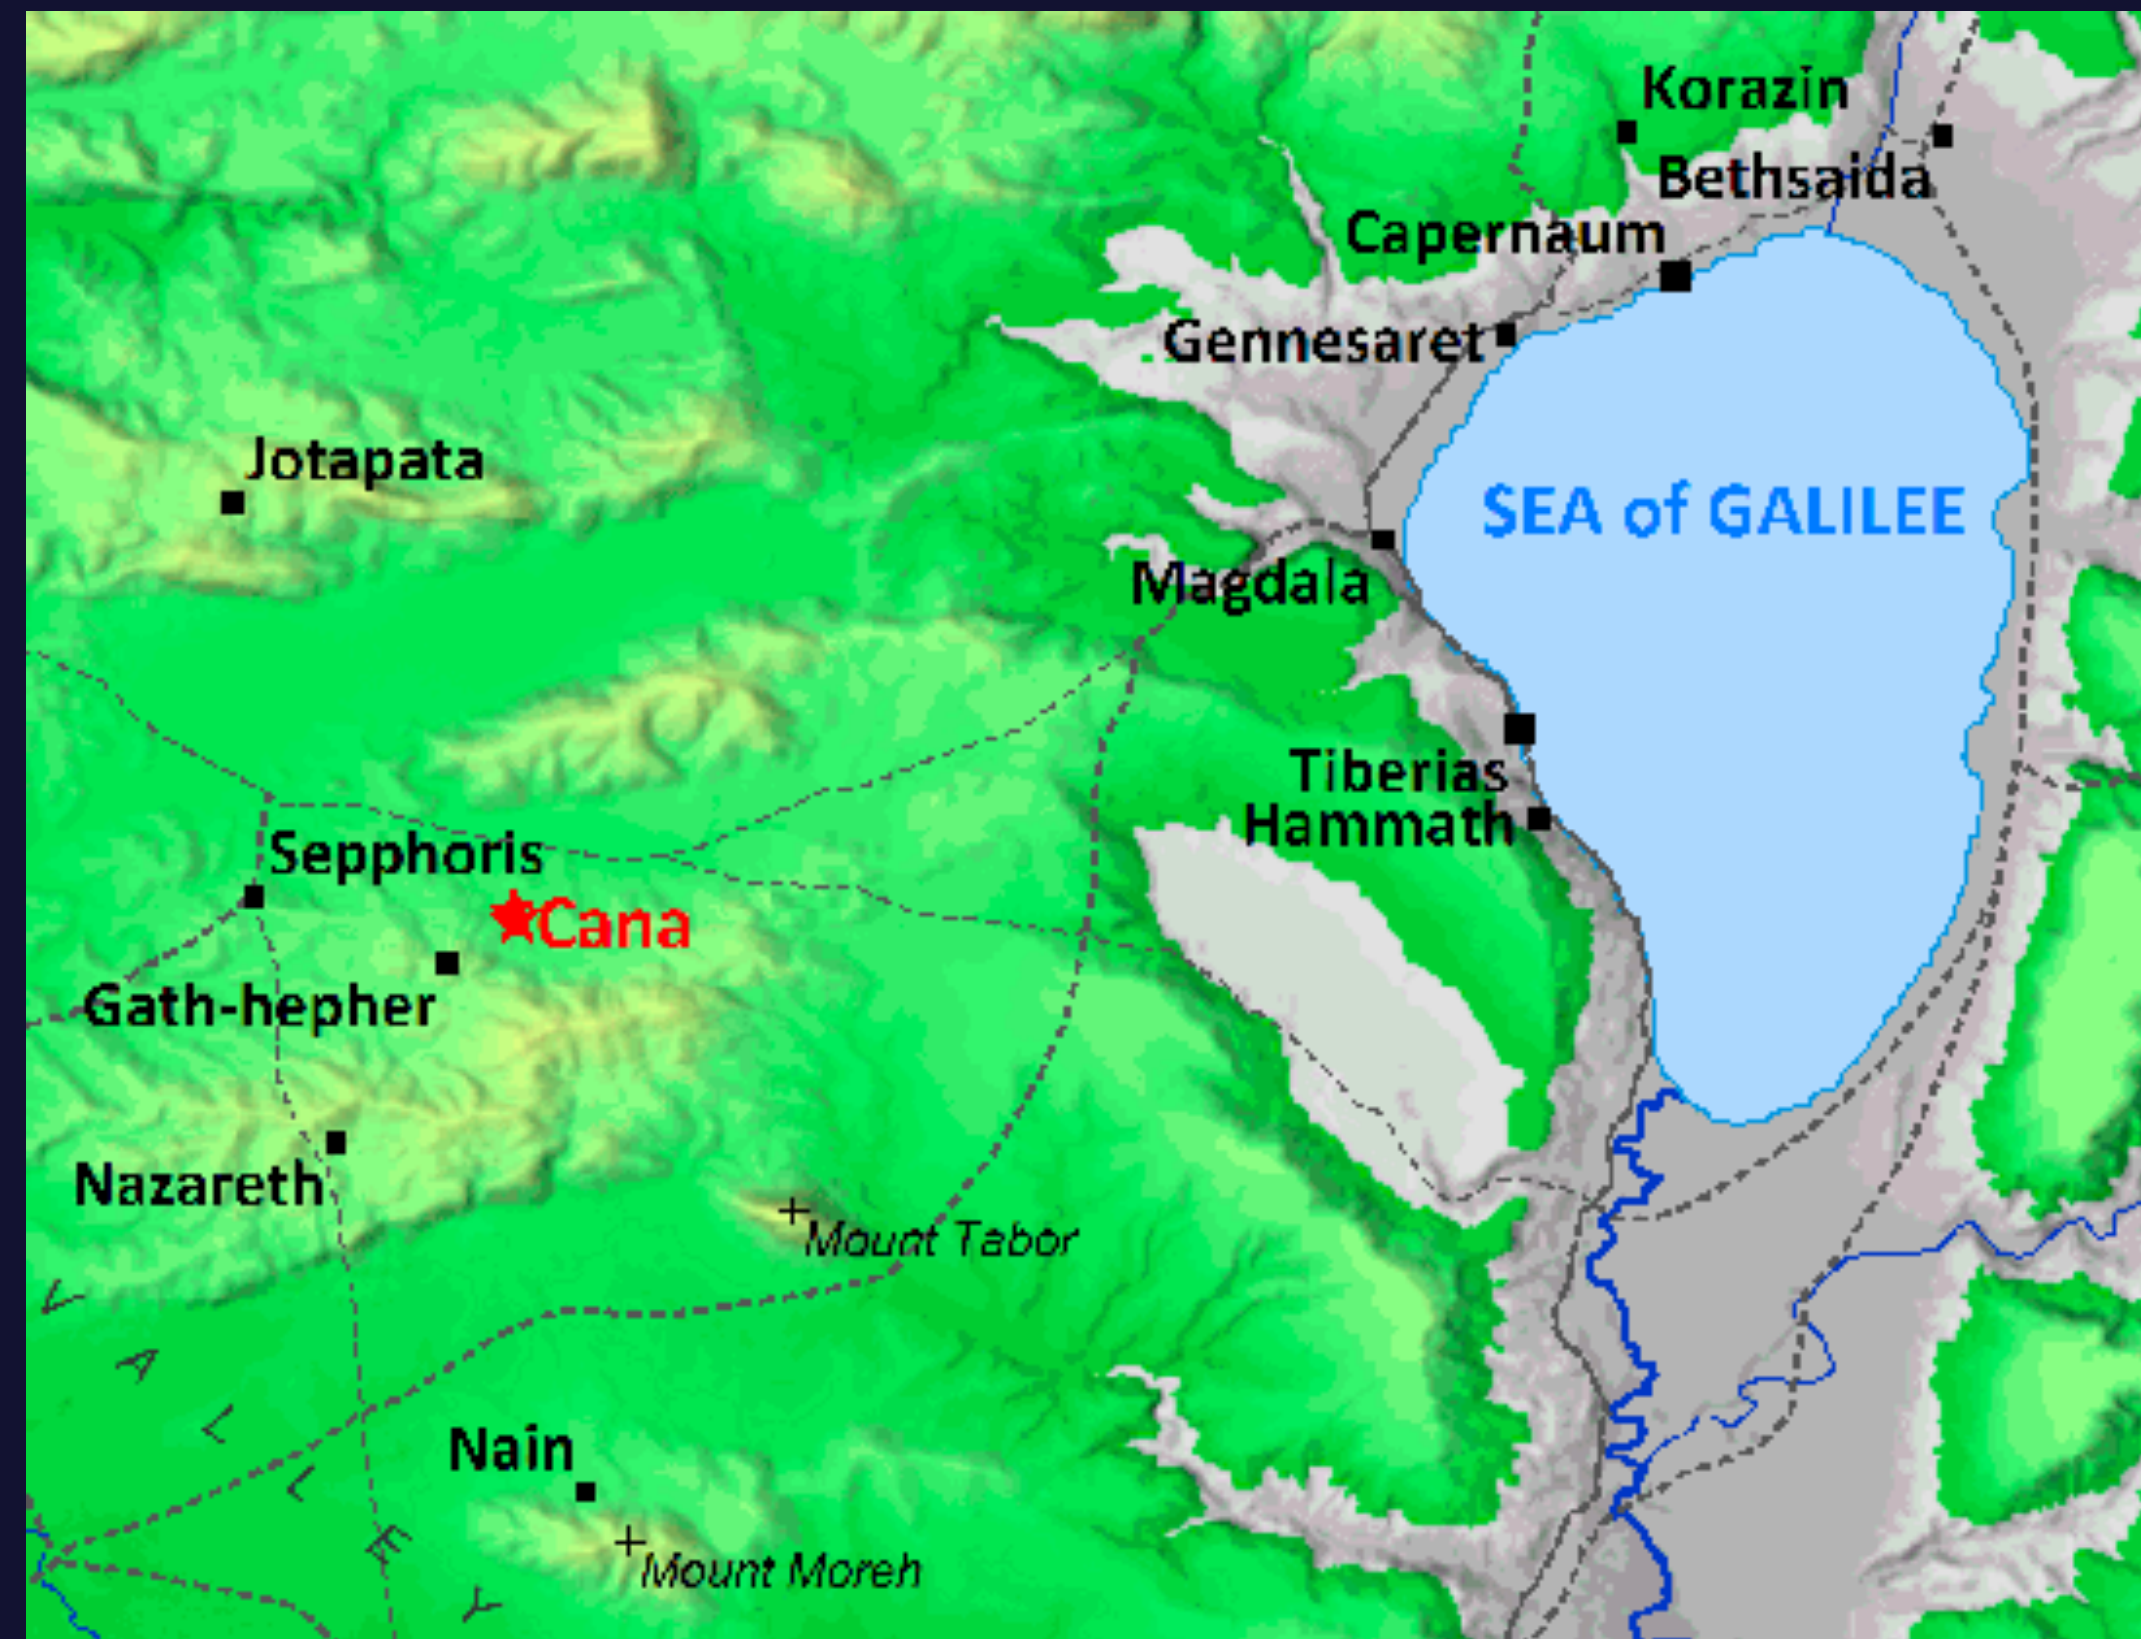 Korazin
Bethsaida
Capernaum
Gennesaret
Jotapata
SEA of GALILEE
Magdala
Tiberias
Hammath
Sepphoris
Cana
Gath-hepher
Nazareth
Mount Tabor
VALLEY
Nain
Mount Moreh